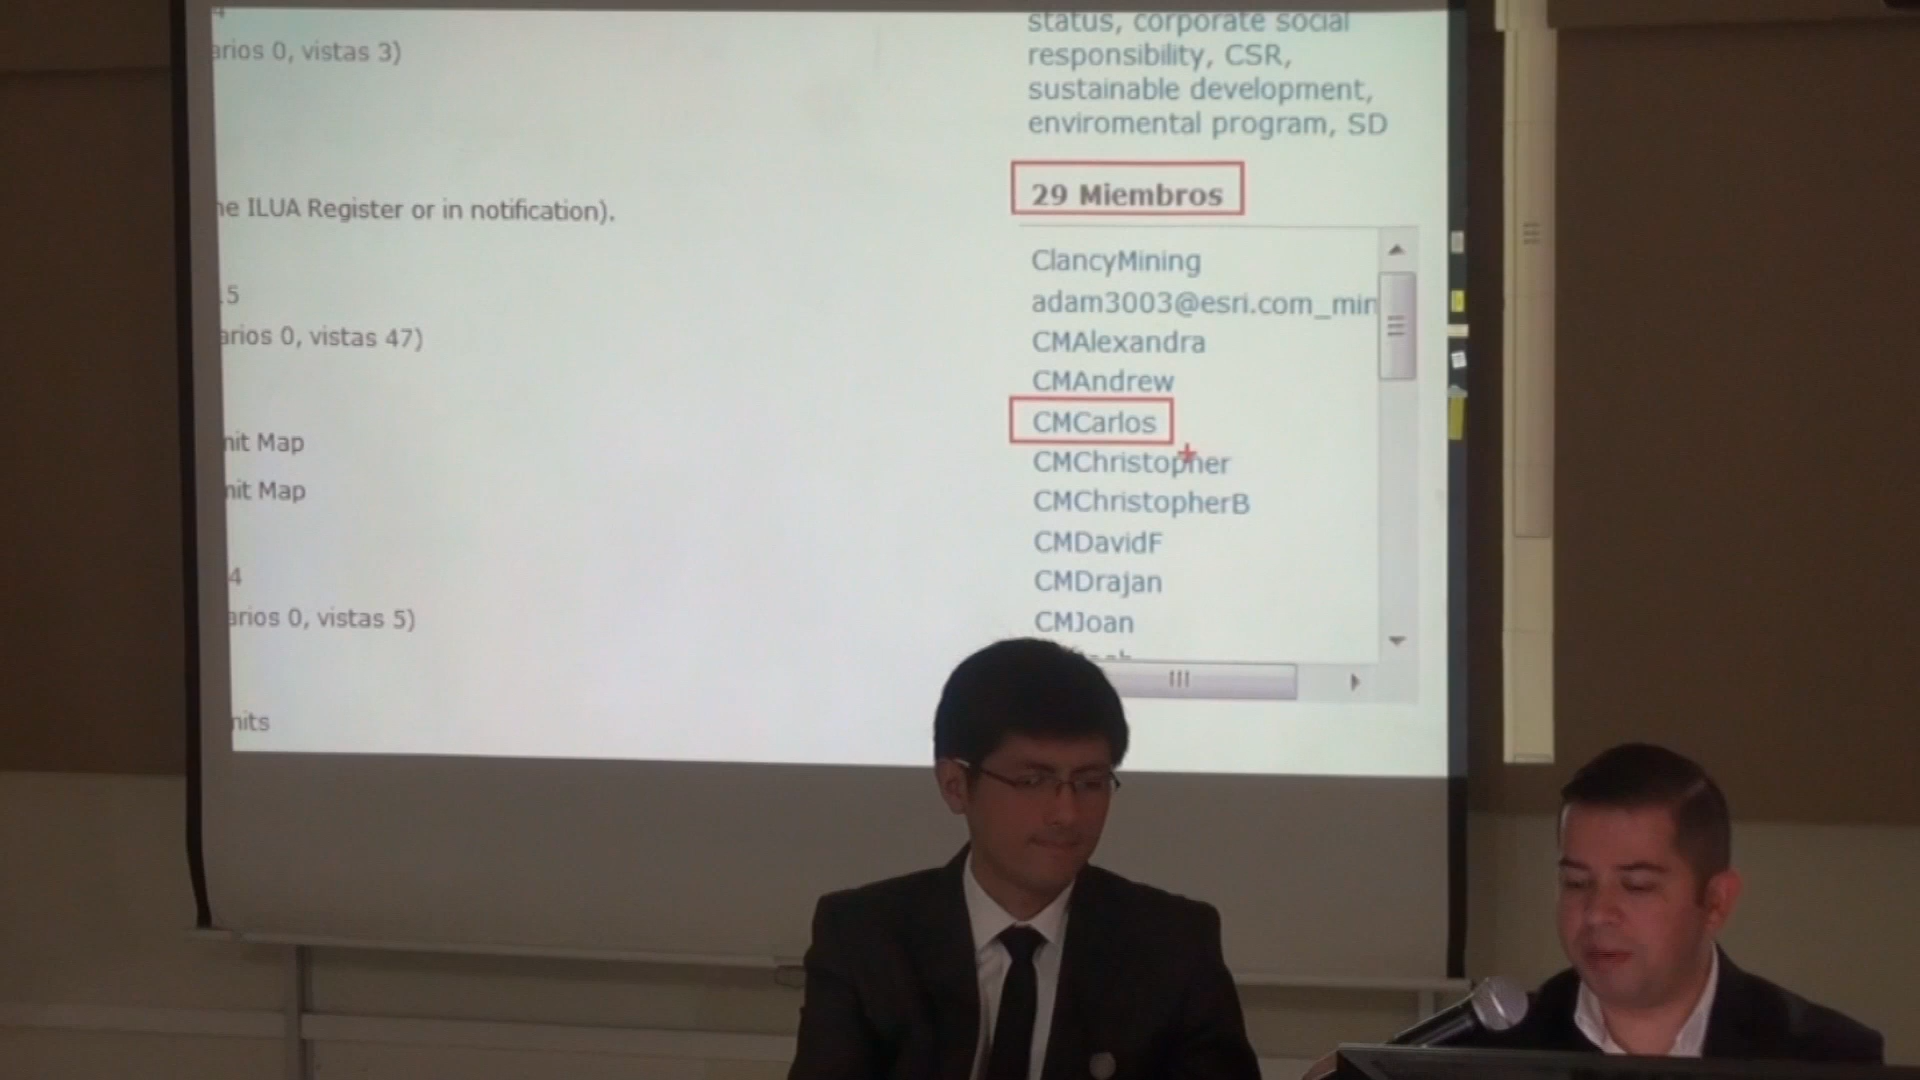 arios 0, vistas 3)
he ILUA Register or in notification).
15
arios 0, vistas 47)
nit Map
nit Map
4
arios 0, vistas 5)
nits
status, corporate social
responsibility, CSR,
sustainable development,
enviromental program, SD
29 Miembros
ClancyMining
adam3003@esri.com_min
CMAlexandra
CMAndrew
CMCarlos
CMChristopher
CMChristopherB
CMDavidF
CMDrajan
CMJoan